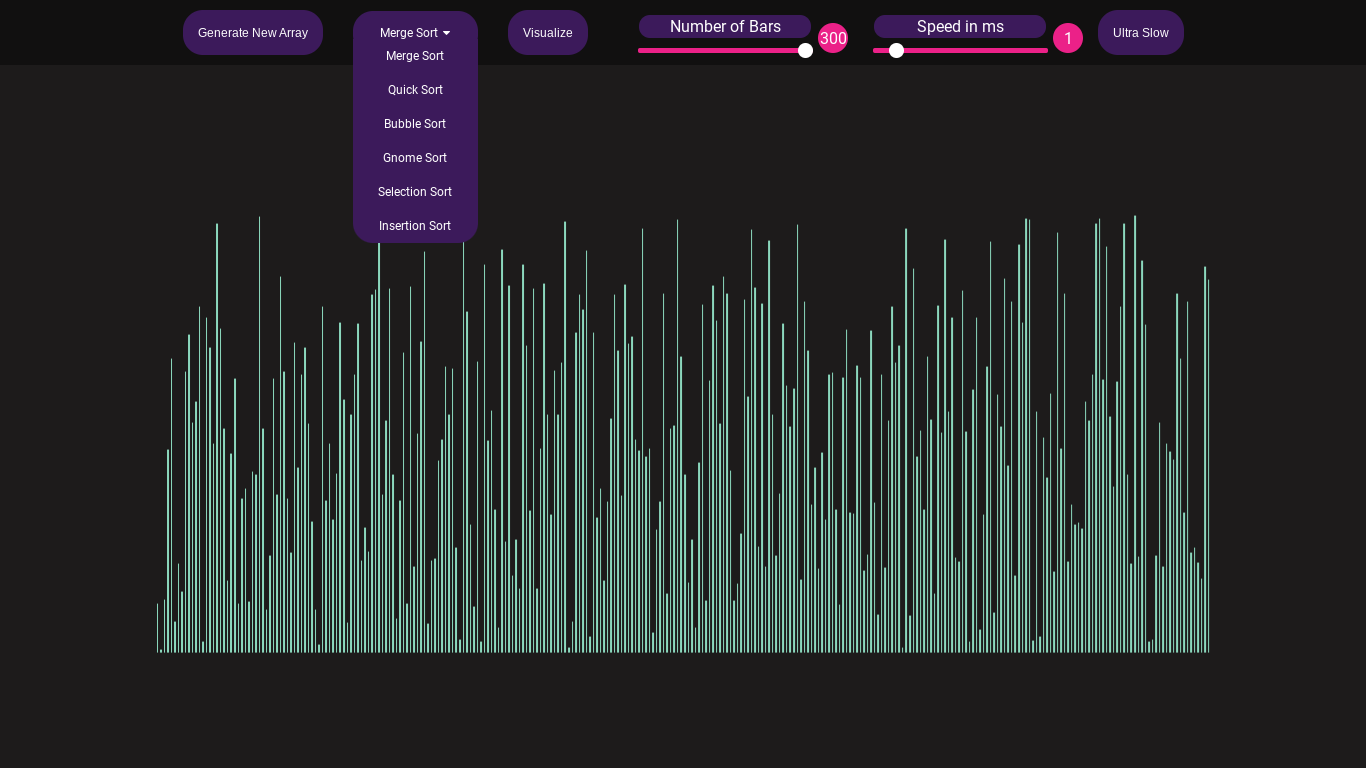 Generate New Array
Merge Sort
Visualize
Number of Bars
300
Speed in ms
1
Ultra Slow
Merge Sort
Quick Sort
Bubble Sort
Gnome Sort
Selection Sort
Insertion Sort